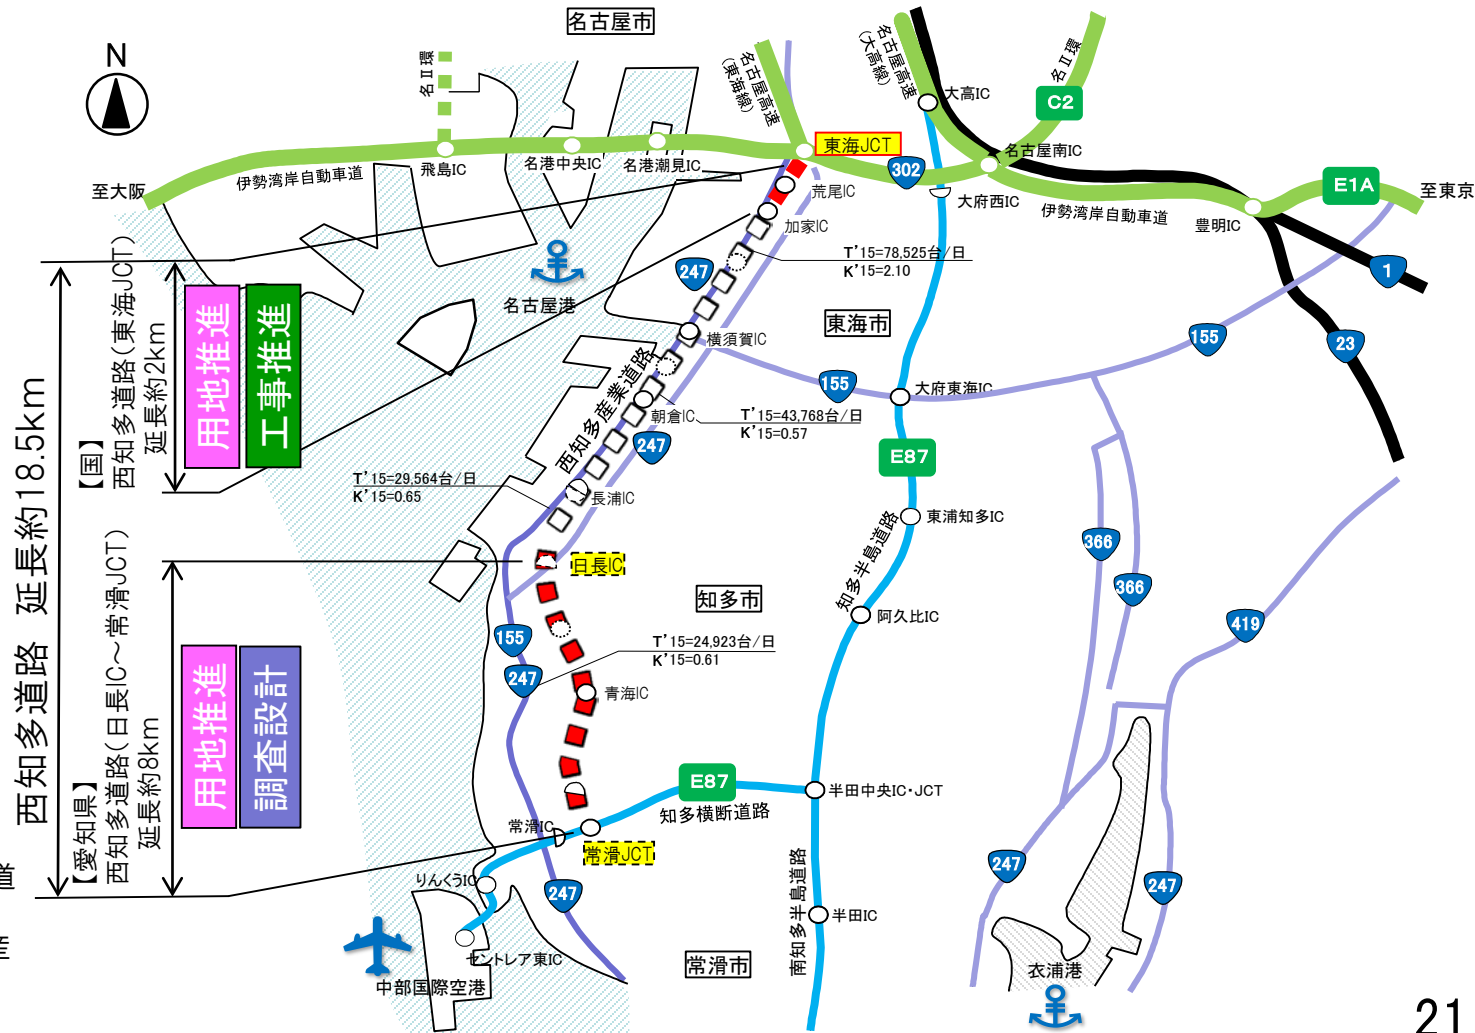 名古屋市
N
名Ⅱ環
名古屋高速
(東海線)
名古屋高速
(大高線)
名Ⅱ環
C2
大高IC
東海JCT
302
名古屋南IC
飛島IC
名港中央IC
名港潮見IC
至大阪
伊勢湾岸自動車道
荒尾IC
大府西IC
伊勢湾岸自動車道
E1A
至東京
豊明IC
加家IC
T'15=78,525台/日
K'15=2.10
247
1
名古屋港
東海市
横須賀IC
155
23
西知多産業道路
155
大府東海IC
朝倉IC
T'15=43,768台/日
K'15=0.57
247
E87
T'15=29,564台/日
K'15=0.65
長浦IC
東浦知多IC
知多半島道路
366
日長IC
366
知多市
阿久比IC
419
155
T'15=24,923台/日
K'15=0.61
247
青海IC
E87
知多横断道路
半田中央IC・JCT
常滑IC
常滑JCT
りんくうIC
247
247
247
南知多半島道路
半田IC
セントレア東IC
中部国際空港
常滑市
衣浦港
西知多道路 延長約18.5km
【国】
西知多道路(東海JCT)
延長約2km
用地推進
工事推進
【愛知県】
西知多道路(日長IC～常滑JCT)
延長約8km
用地推進
調査設計
21